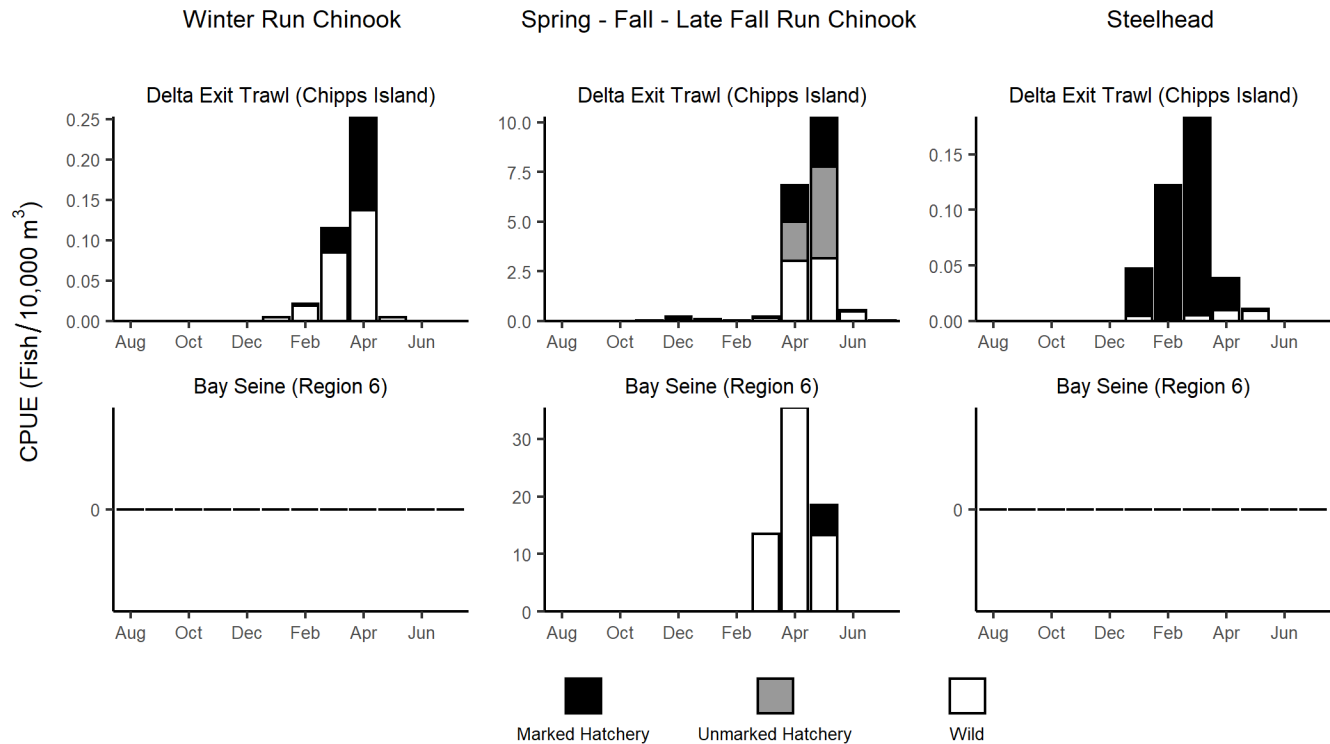 Winter Run Chinook
Spring - Fall - Late Fall Run Chinook
Steelhead
CPUE (Fish/10,000 m³)
Delta Exit Trawl (Chipps Island)
0.25
0.20
0.15
0.10
0.05
0.00
Aug Oct Dec Feb Apr Jun
Delta Exit Trawl (Chipps Island)
10.0
7.5
5.0
2.5
0.0
Aug Oct Dec Feb Apr Jun
Delta Exit Trawl (Chipps Island)
0.15
0.10
0.05
0.00
Aug Oct Dec Feb Apr Jun
Bay Seine (Region 6)
0
Aug Oct Dec Feb Apr Jun
Bay Seine (Region 6)
30
20
10
0
Aug Oct Dec Feb Apr Jun
Bay Seine (Region 6)
0
Aug Oct Dec Feb Apr Jun
Marked Hatchery
Unmarked Hatchery
Wild